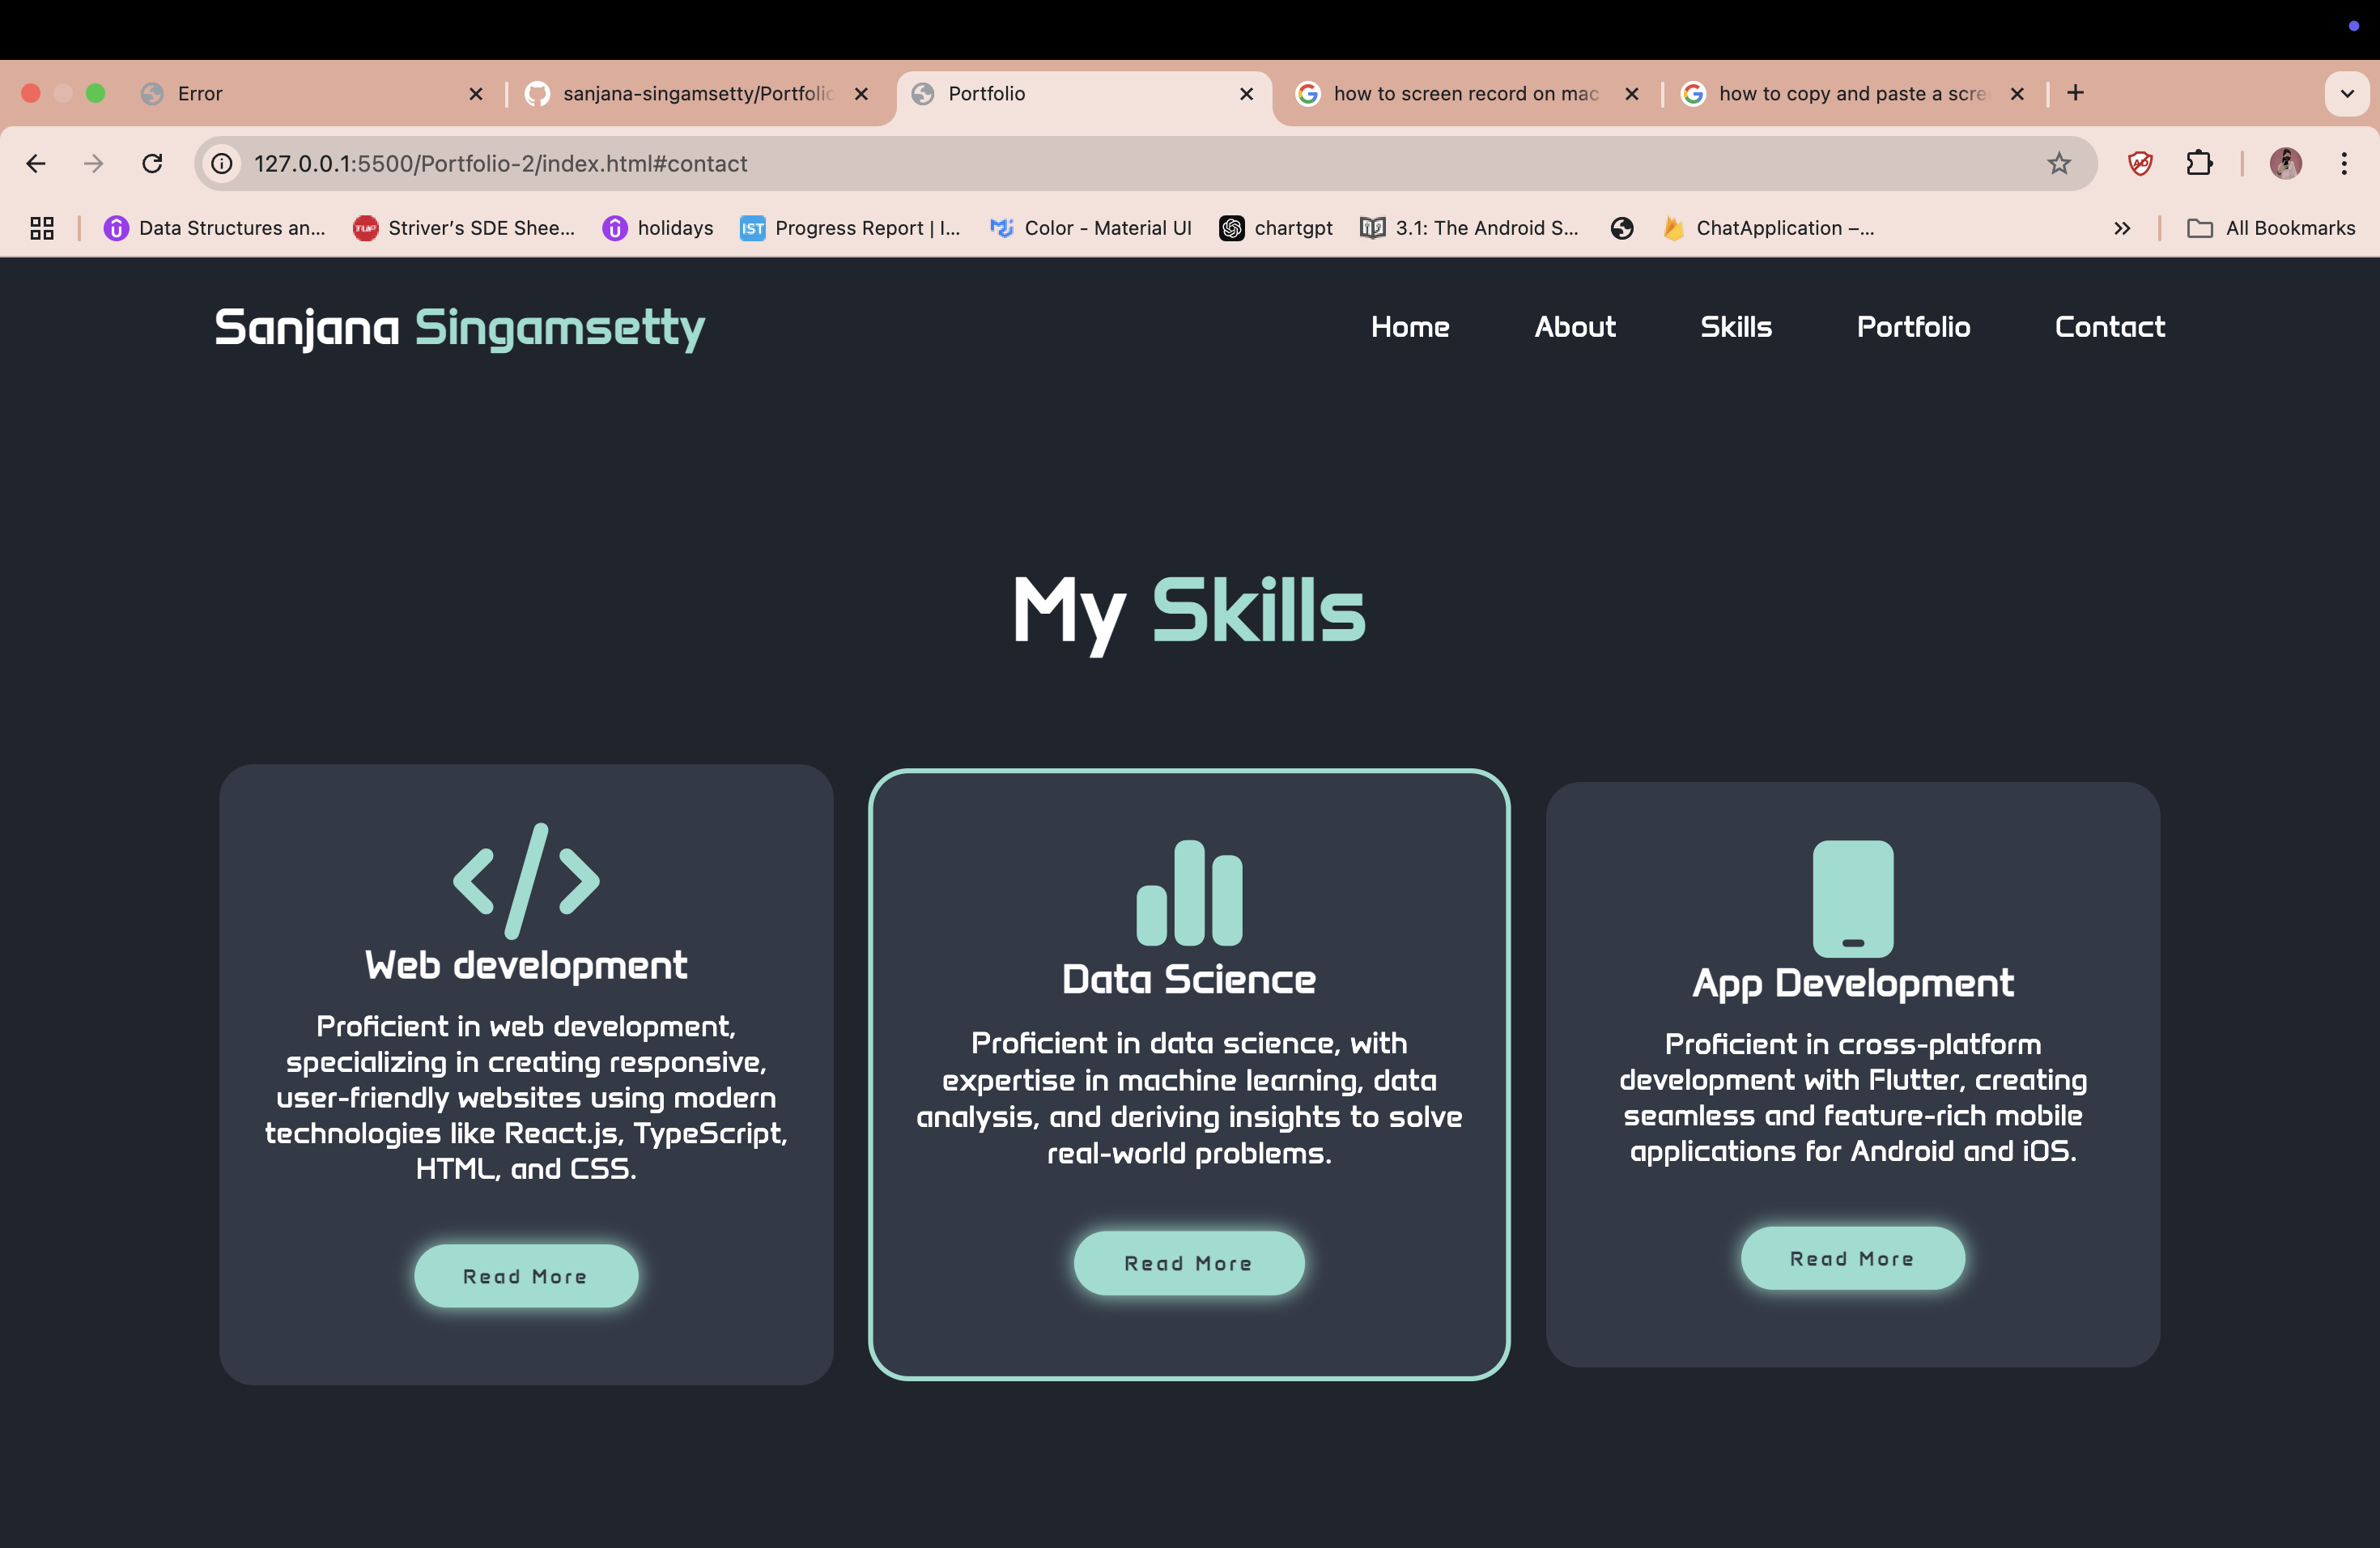 Error
sanjana-singamsetty/Portfolio
Portfolio
how to screen record on mac
how to copy and paste a scre
127.0.0.1:5500/Portfolio-2/index.html#contact
Data Structures an...
Striver's SDE Shee...
holidays
IST
Progress Report | I...
Color - Material UI
chartgpt
3.1: The Android S...
ChatApplication –...
All Bookmarks
Sanjana Singamsetty
Home
About
Skills
Portfolio
Contact
My Skills
Web development
Proficient in web development,
specializing in creating responsive,
user-friendly websites using modern
technologies like React.js, TypeScript,
HTML, and CSS.
Read More
Data Science
Proficient in data science, with
expertise in machine learning, data
analysis, and deriving insights to solve
real-world problems.
Read More
App Development
Proficient in cross-platform
development with Flutter, creating
seamless and feature-rich mobile
applications for Android and iOS.
Read More